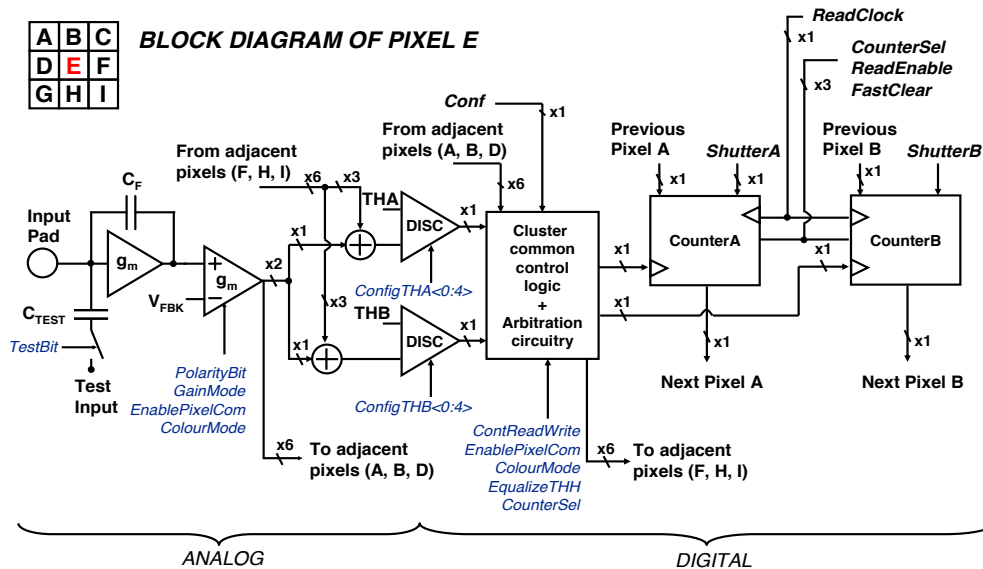 A B C
D E F
G H I
BLOCK DIAGRAM OF PIXEL E
ReadClock
x1
CounterSel
ReadEnable
FastClear
x3
Conf
x1
From adjacent
pixels (A, B, D)
x6
From adjacent
pixels (F, H, I)
x6
x3
Previous
Pixel A
x1
ShutterA
x1
Previous
Pixel B
x1
ShutterB
x1
CF
Input
Pad
gm
CTEST
TestBit
Test
Input
VFBK
+
−
gm
x2
x1
x3
x1
THA
DISC
x1
ConfigTHA<0:4>
THB
DISC
x1
ConfigTHB<0:4>
Cluster
common
control
logic
+
Arbitration
circuitry
x1
x1
CounterA
x1
CounterB
x1
Next Pixel A
x1
Next Pixel B
PolarityBit
GainMode
EnablePixelCom
ColourMode
x6
To adjacent
pixels (A, B, D)
ContReadWrite
EnablePixelCom
ColourMode
EqualizeTHH
CounterSel
x6
To adjacent
pixels (F, H, I)
ANALOG
DIGITAL